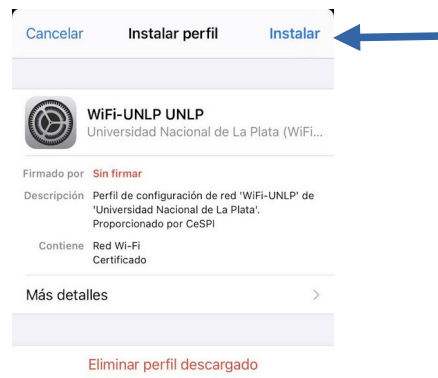 Cancelar Instalar perfil Instalar
WiFi-UNLP UNLP
Universidad Nacional de La Plata (WiFi...
Firmado por Sin firmar
Descripción Perfil de configuración de red 'WiFi-UNLP' de
'Universidad Nacional de La Plata'.
Proporcionado por CeSPI
Contiene Red Wi-Fi
Certificado
Más detalles
Eliminar perfil descargado